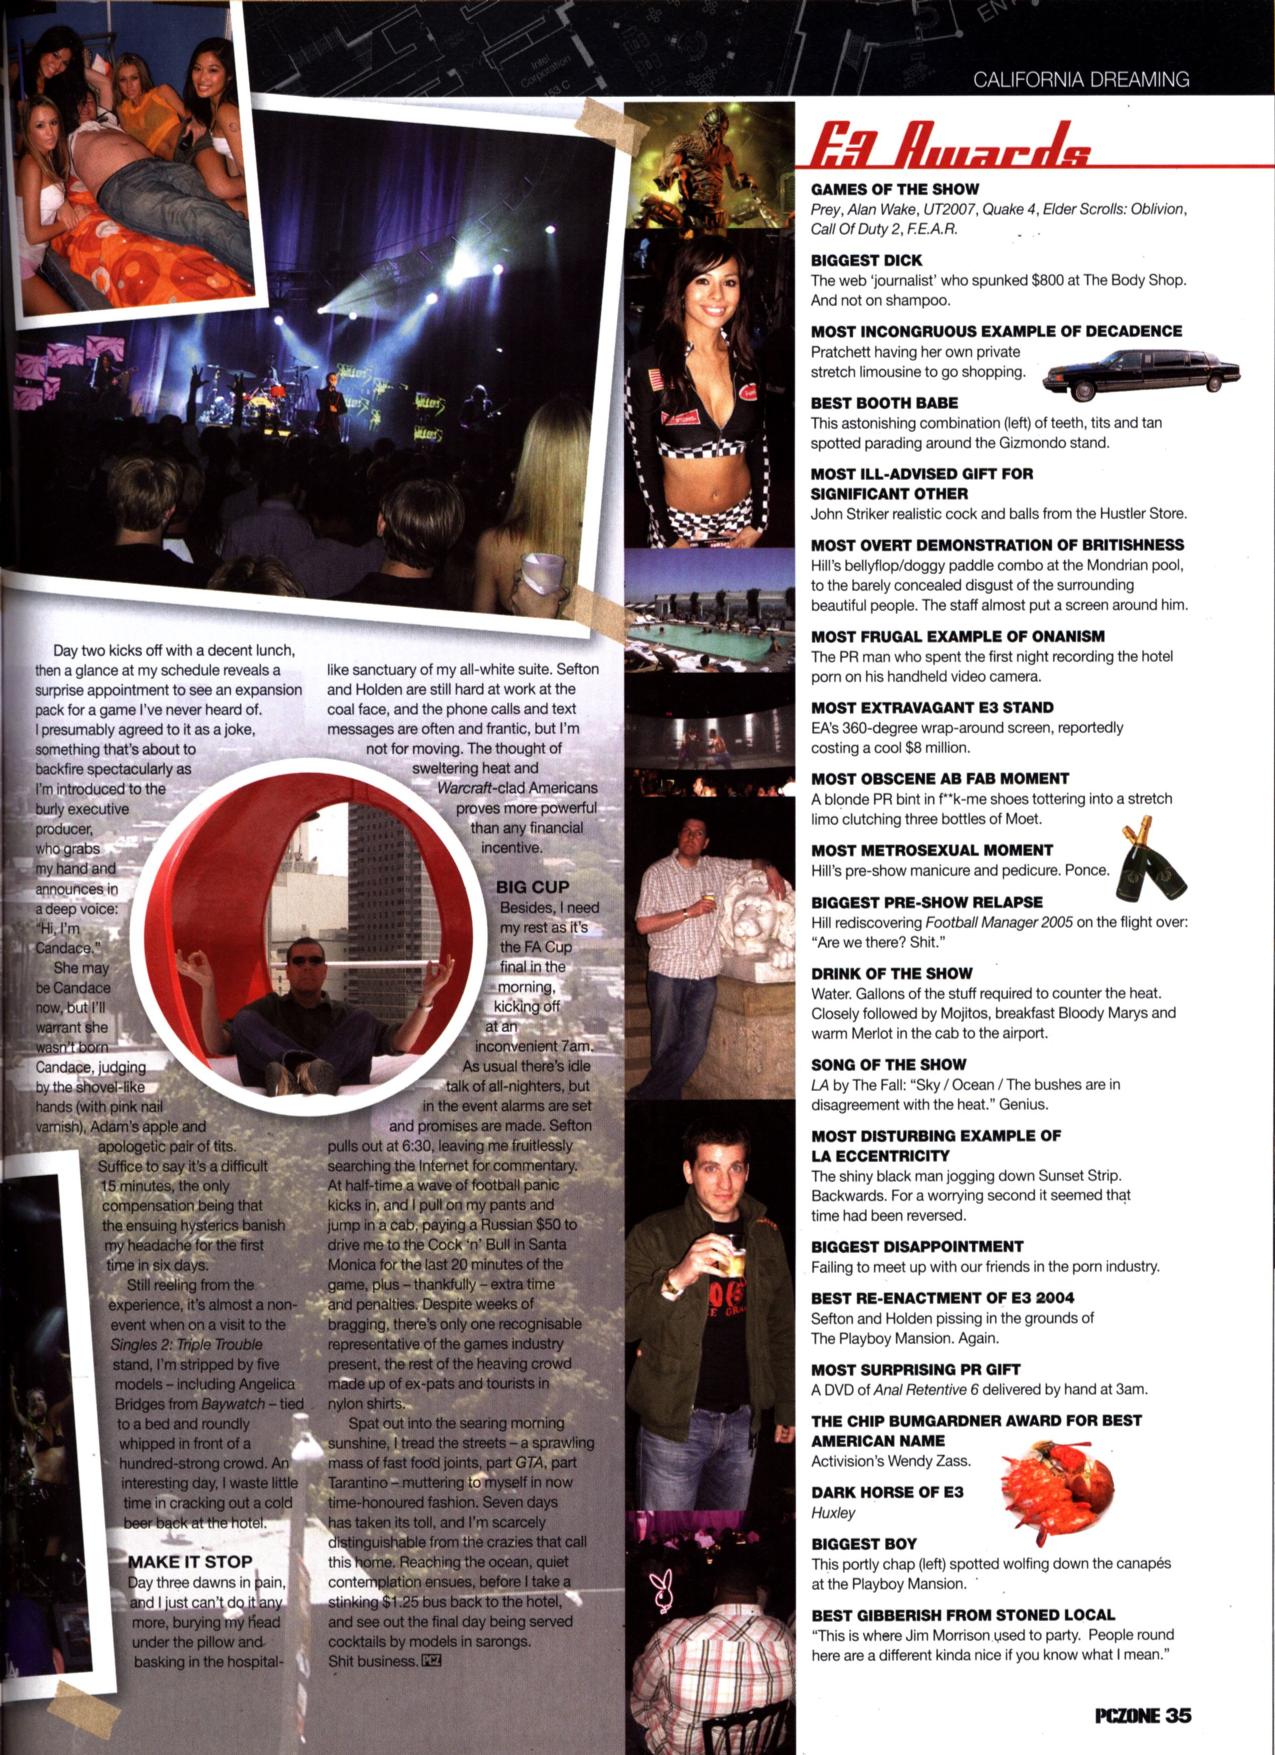 CALIFORNIA DREAMING
Intel
Corporation
Day two kicks off with a decent lunch,
then a glance at my schedule reveals a
surprise appointment to see an expansion
pack for a game I've never heard of.
I presumably agreed to it as a joke,
something that's about to
backfire spectacularly as
I'm introduced to the
burly executive
producer,
who grabs
my hand and
announces in
a deep voice:
"Hi, I'm
Candace."
She may
be Candace
now, but I'll
warrant she
wasn't born
Candace, judging
by the shovel-like
hands (with pink nail
varnish), Adam's apple and
apologetic pair of tits.
Suffice to say it's a difficult
15 minutes, the only
compensation being that
the ensuing hysterics banish
my headache for the first
time in six days.
Still reeling from the
experience, it's almost a non-
event when on a visit to the
Singles 2: Triple Trouble
stand, I'm stripped by five
models – including Angelica
Bridges from Baywatch – tied
to a bed and roundly
whipped in front of a
hundred-strong crowd. An
interesting day, I waste little
time in cracking out a cold
beer back at the hotel.
MAKE IT STOP
Day three dawns in pain,
and I just can't do it any
more, burying my head
under the pillow and
basking in the hospital-
like sanctuary of my all-white suite. Sefton
and Holden are still hard at work at the
coal face, and the phone calls and text
messages are often and frantic, but I'm
not for moving. The thought of
sweltering heat and
Warcraft-clad Americans
proves more powerful
than any financial
incentive.
BIG CUP
Besides, I need
my rest as it's
the FA Cup
final in the
morning,
kicking off
at an
inconvenient 7am.
As usual there's idle
talk of all-nighters, but
in the event alarms are set
and promises are made. Sefton
pulls out at 6:30, leaving me fruitlessly
searching the Internet for commentary.
At half-time a wave of football panic
kicks in, and I pull on my pants and
jump in a cab, paying a Russian $50 to
drive me to the Cock 'n' Bull in Santa
Monica for the last 20 minutes of the
game, plus – thankfully – extra time
and penalties. Despite weeks of
bragging, there's only one recognisable
representative of the games industry
present, the rest of the heaving crowd
made up of ex-pats and tourists in
nylon shirts.
Spat out into the searing morning
sunshine, I tread the streets – a sprawling
mass of fast food joints, part GTA, part
Tarantino – muttering to myself in now
time-honoured fashion. Seven days
has taken its toll, and I'm scarcely
distinguishable from the crazies that call
this home. Reaching the ocean, quiet
contemplation ensues, before I take a
stinking $1.25 bus back to the hotel,
and see out the final day being served
cocktails by models in sarongs.
Shit business. PCZ
E3 Awards
GAMES OF THE SHOW
Prey, Alan Wake, UT2007, Quake 4, Elder Scrolls: Oblivion,
Call Of Duty 2, F.E.A.R.
BIGGEST DICK
The web 'journalist' who spunked $800 at The Body Shop.
And not on shampoo.
MOST INCONGRUOUS EXAMPLE OF DECADENCE
Pratchett having her own private
stretch limousine to go shopping.
BEST BOOTH BABE
This astonishing combination (left) of teeth, tits and tan
spotted parading around the Gizmondo stand.
MOST ILL-ADVISED GIFT FOR
SIGNIFICANT OTHER
John Striker realistic cock and balls from the Hustler Store.
MOST OVERT DEMONSTRATION OF BRITISHNESS
Hill's bellyflop/doggy paddle combo at the Mondrian pool,
to the barely concealed disgust of the surrounding
beautiful people. The staff almost put a screen around him.
MOST FRUGAL EXAMPLE OF ONANISM
The PR man who spent the first night recording the hotel
porn on his handheld video camera.
MOST EXTRAVAGANT E3 STAND
EA's 360-degree wrap-around screen, reportedly
costing a cool $8 million.
MOST OBSCENE AB FAB MOMENT
A blonde PR bint in f**k-me shoes tottering into a stretch
limo clutching three bottles of Moet.
MOST METROSEXUAL MOMENT
Hill's pre-show manicure and pedicure. Ponce.
BIGGEST PRE-SHOW RELAPSE
Hill rediscovering Football Manager 2005 on the flight over:
"Are we there? Shit."
DRINK OF THE SHOW
Water. Gallons of the stuff required to counter the heat.
Closely followed by Mojitos, breakfast Bloody Marys and
warm Merlot in the cab to the airport.
SONG OF THE SHOW
LA by The Fall: "Sky / Ocean / The bushes are in
disagreement with the heat." Genius.
MOST DISTURBING EXAMPLE OF
LA ECCENTRICITY
The shiny black man jogging down Sunset Strip.
Backwards. For a worrying second it seemed that
time had been reversed.
BIGGEST DISAPPOINTMENT
Failing to meet up with our friends in the porn industry.
BEST RE-ENACTMENT OF E3 2004
Sefton and Holden pissing in the grounds of
The Playboy Mansion. Again.
MOST SURPRISING PR GIFT
A DVD of Anal Retentive 6 delivered by hand at 3am.
THE CHIP BUMGARDNER AWARD FOR BEST
AMERICAN NAME
Activision's Wendy Zass.
DARK HORSE OF E3
Huxley
BIGGEST BOY
This portly chap (left) spotted wolfing down the canapés
at the Playboy Mansion.
BEST GIBBERISH FROM STONED LOCAL
"This is where Jim Morrison used to party. People round
here are a different kinda nice if you know what I mean."
PCZONE 35